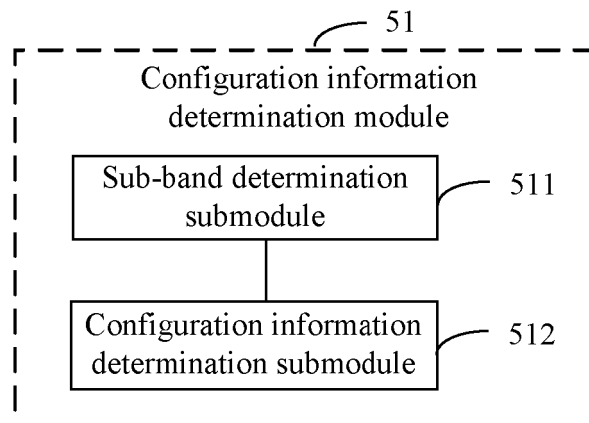 51
Configuration information
determination module
Sub-band determination
submodule
511
Configuration information
determination submodule
512